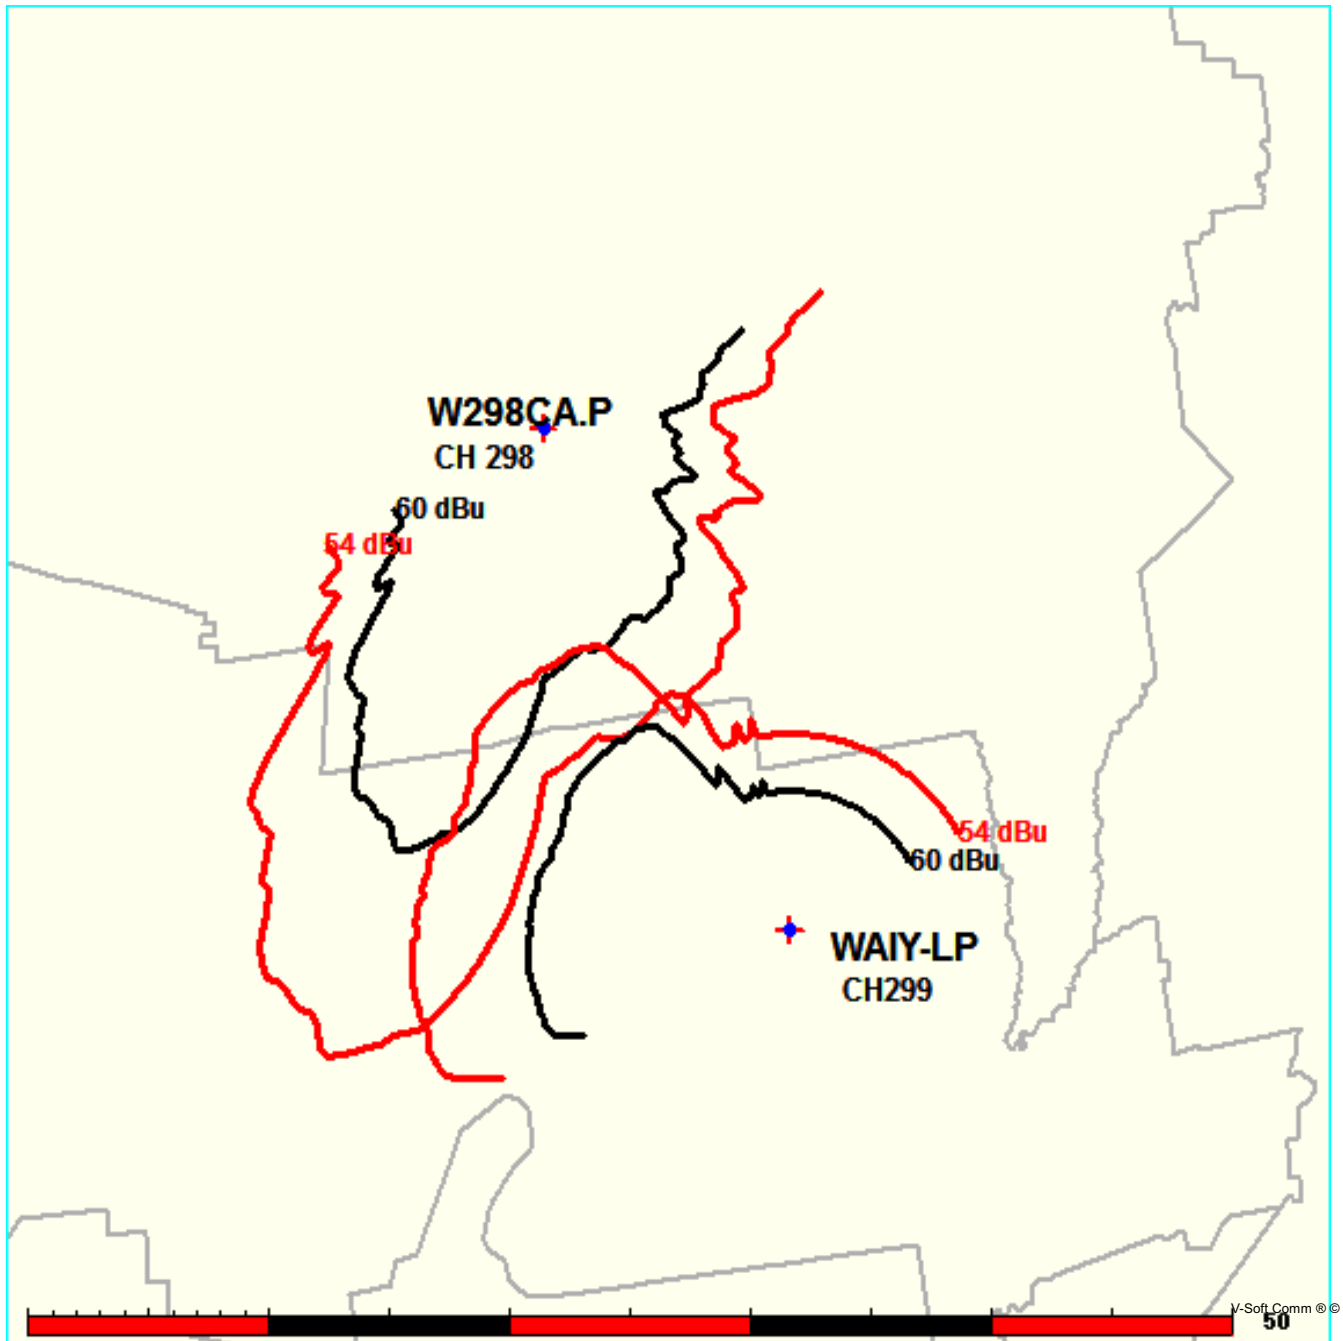 W298CA.P
CH 298
60 dBu
54 dBu
54 dBu
60 dBu
WAIY-LP
CH299
V-Soft Comm ® ©
50